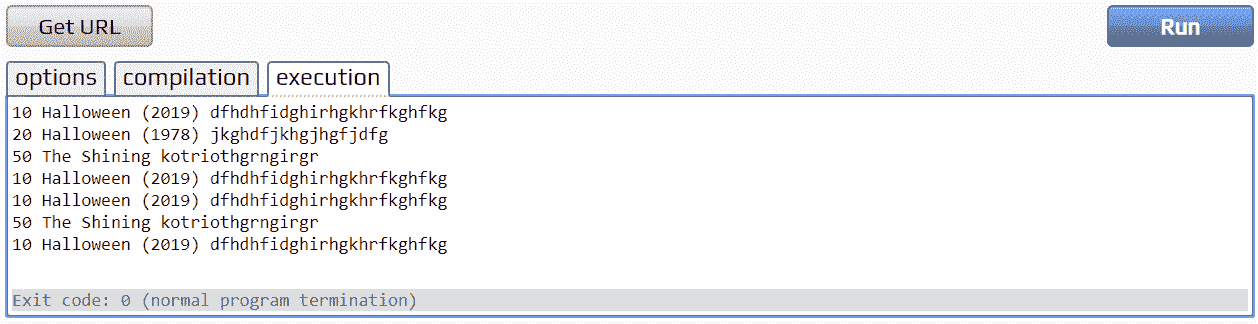 Get URL
Run
options
compilation
execution
10 Halloween (2019) dfhdhfidghirhgkhrfkghfkg
20 Halloween (1978) jkghdfjkhgjhgfjdfg
50 The Shining kotriothgrngirgr
10 Halloween (2019) dfhdhfidghirhgkhrfkghfkg
10 Halloween (2019) dfhdhfidghirhgkhrfkghfkg
50 The Shining kotriothgrngirgr
10 Halloween (2019) dfhdhfidghirhgkhrfkghfkg
Exit code: 0 (normal program termination)